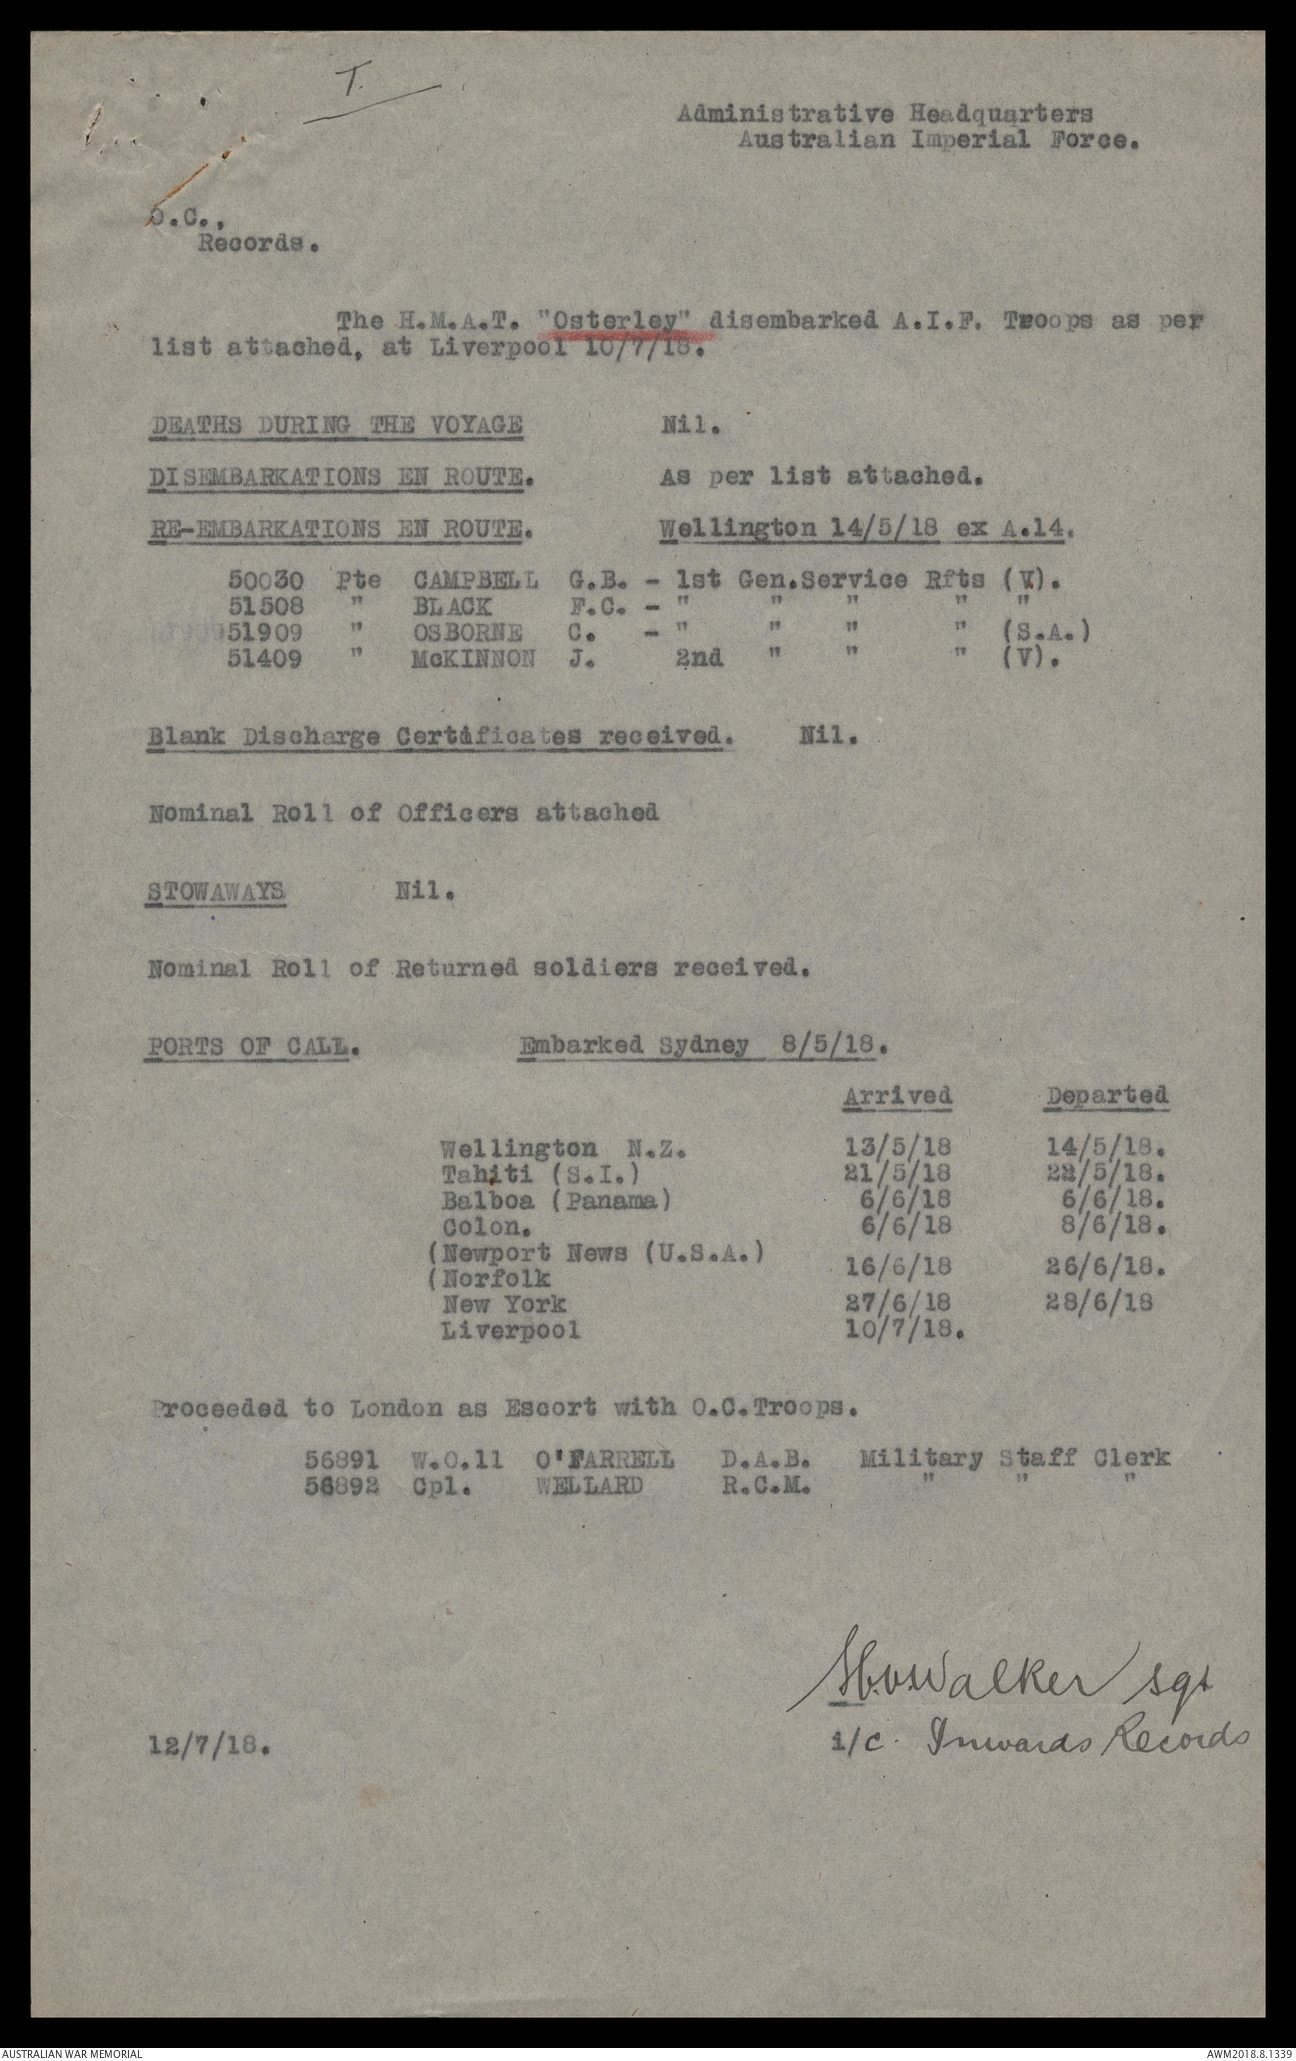 T.
Administrative Headquarters
Australian Imperial Force.
O.C.,
Records.
The H.M.A.T. "Osterley" disembarked A.I.F. Troops as per
list attached, at Liverpool 10/7/18.
DEATHS DURING THE VOYAGE Nil.
DISEMBARKATIONS EN ROUTE. As per list attached.
RE-EMBARKATIONS EN ROUTE. Wellington 14/5/18 ex A.14.
50030 Pte CAMPBELL G.B. - 1st Gen.Service Rfts (V).
51508 " BLACK F.C. - " " " " "
51909 " OSBORNE C. - " " " " (S.A.)
51409 " McKINNON J. 2nd " " " (V).
Blank Discharge Certificates received. Nil.
Nominal Roll of Officers attached
STOWAWAYS Nil.
Nominal Roll of Returned soldiers received.
PORTS OF CALL. Embarked Sydney 8/5/18.
Arrived Departed
Wellington N.Z. 13/5/18 14/5/18.
Tahiti (S.I.) 21/5/18 22/5/18.
Balboa (Panama) 6/6/18 6/6/18.
Colon. 6/6/18 8/6/18.
(Newport News (U.S.A.)
(Norfolk 16/6/18 26/6/18.
New York 27/6/18 28/6/18
Liverpool 10/7/18.
Proceeded to London as Escort with O.C.Troops.
56891 W.O.11 O'FARRELL D.A.B. Military Staff Clerk
56892 Cpl. WELLARD R.C.M. " " "
Walker Sgt
12/7/18. i/c. Inwards Records
AUSTRALIAN WAR MEMORIAL AWM2018.8.1339